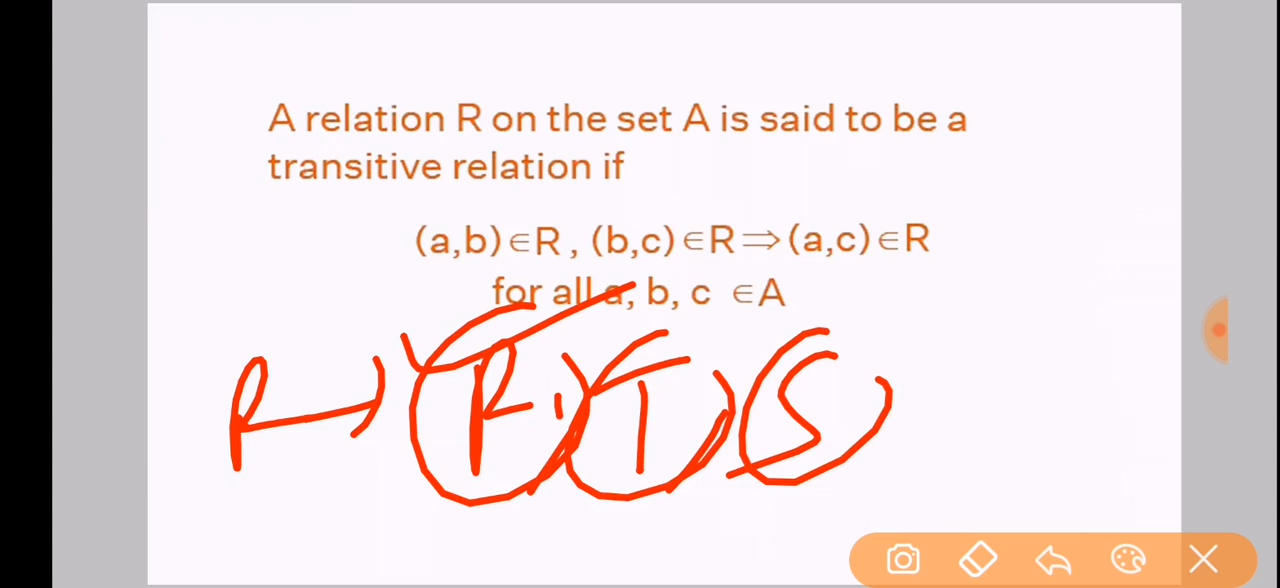 A relation R on the set A is said to be a
transitive relation if
(a,b)∈R , (b,c)∈R⇒(a,c)∈R
for all a, b, c ∈A
R → R , T S